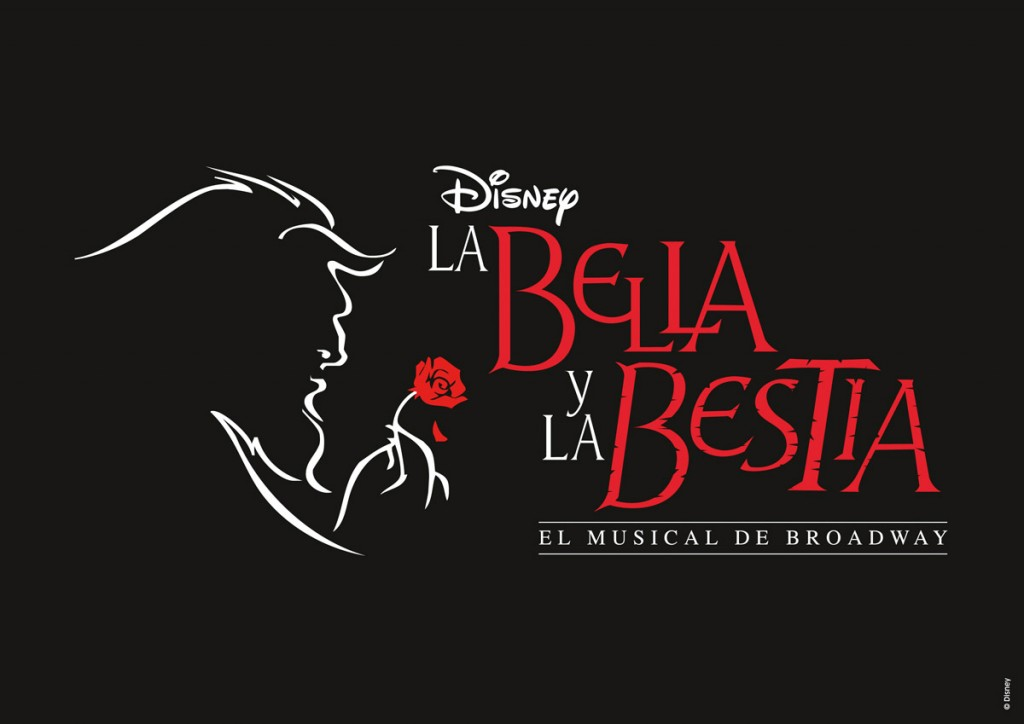 Disney
LA BELLA
y
LA BESTIA
EL MUSICAL DE BROADWAY
© Disney